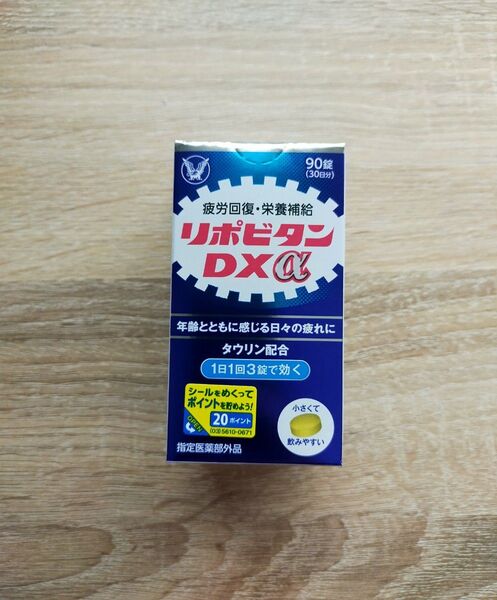 90錠
(30日分)
疲労回復・栄養補給
リポビタン
DXα
年齢とともに感じる日々の疲れに
タウリン配合
1日1回3錠で効く
シールをめくって
ポイントを貯めよう!
20ポイント
(03)5610-0671
OPEN
小さくて
飲みやすい
指定医薬部外品